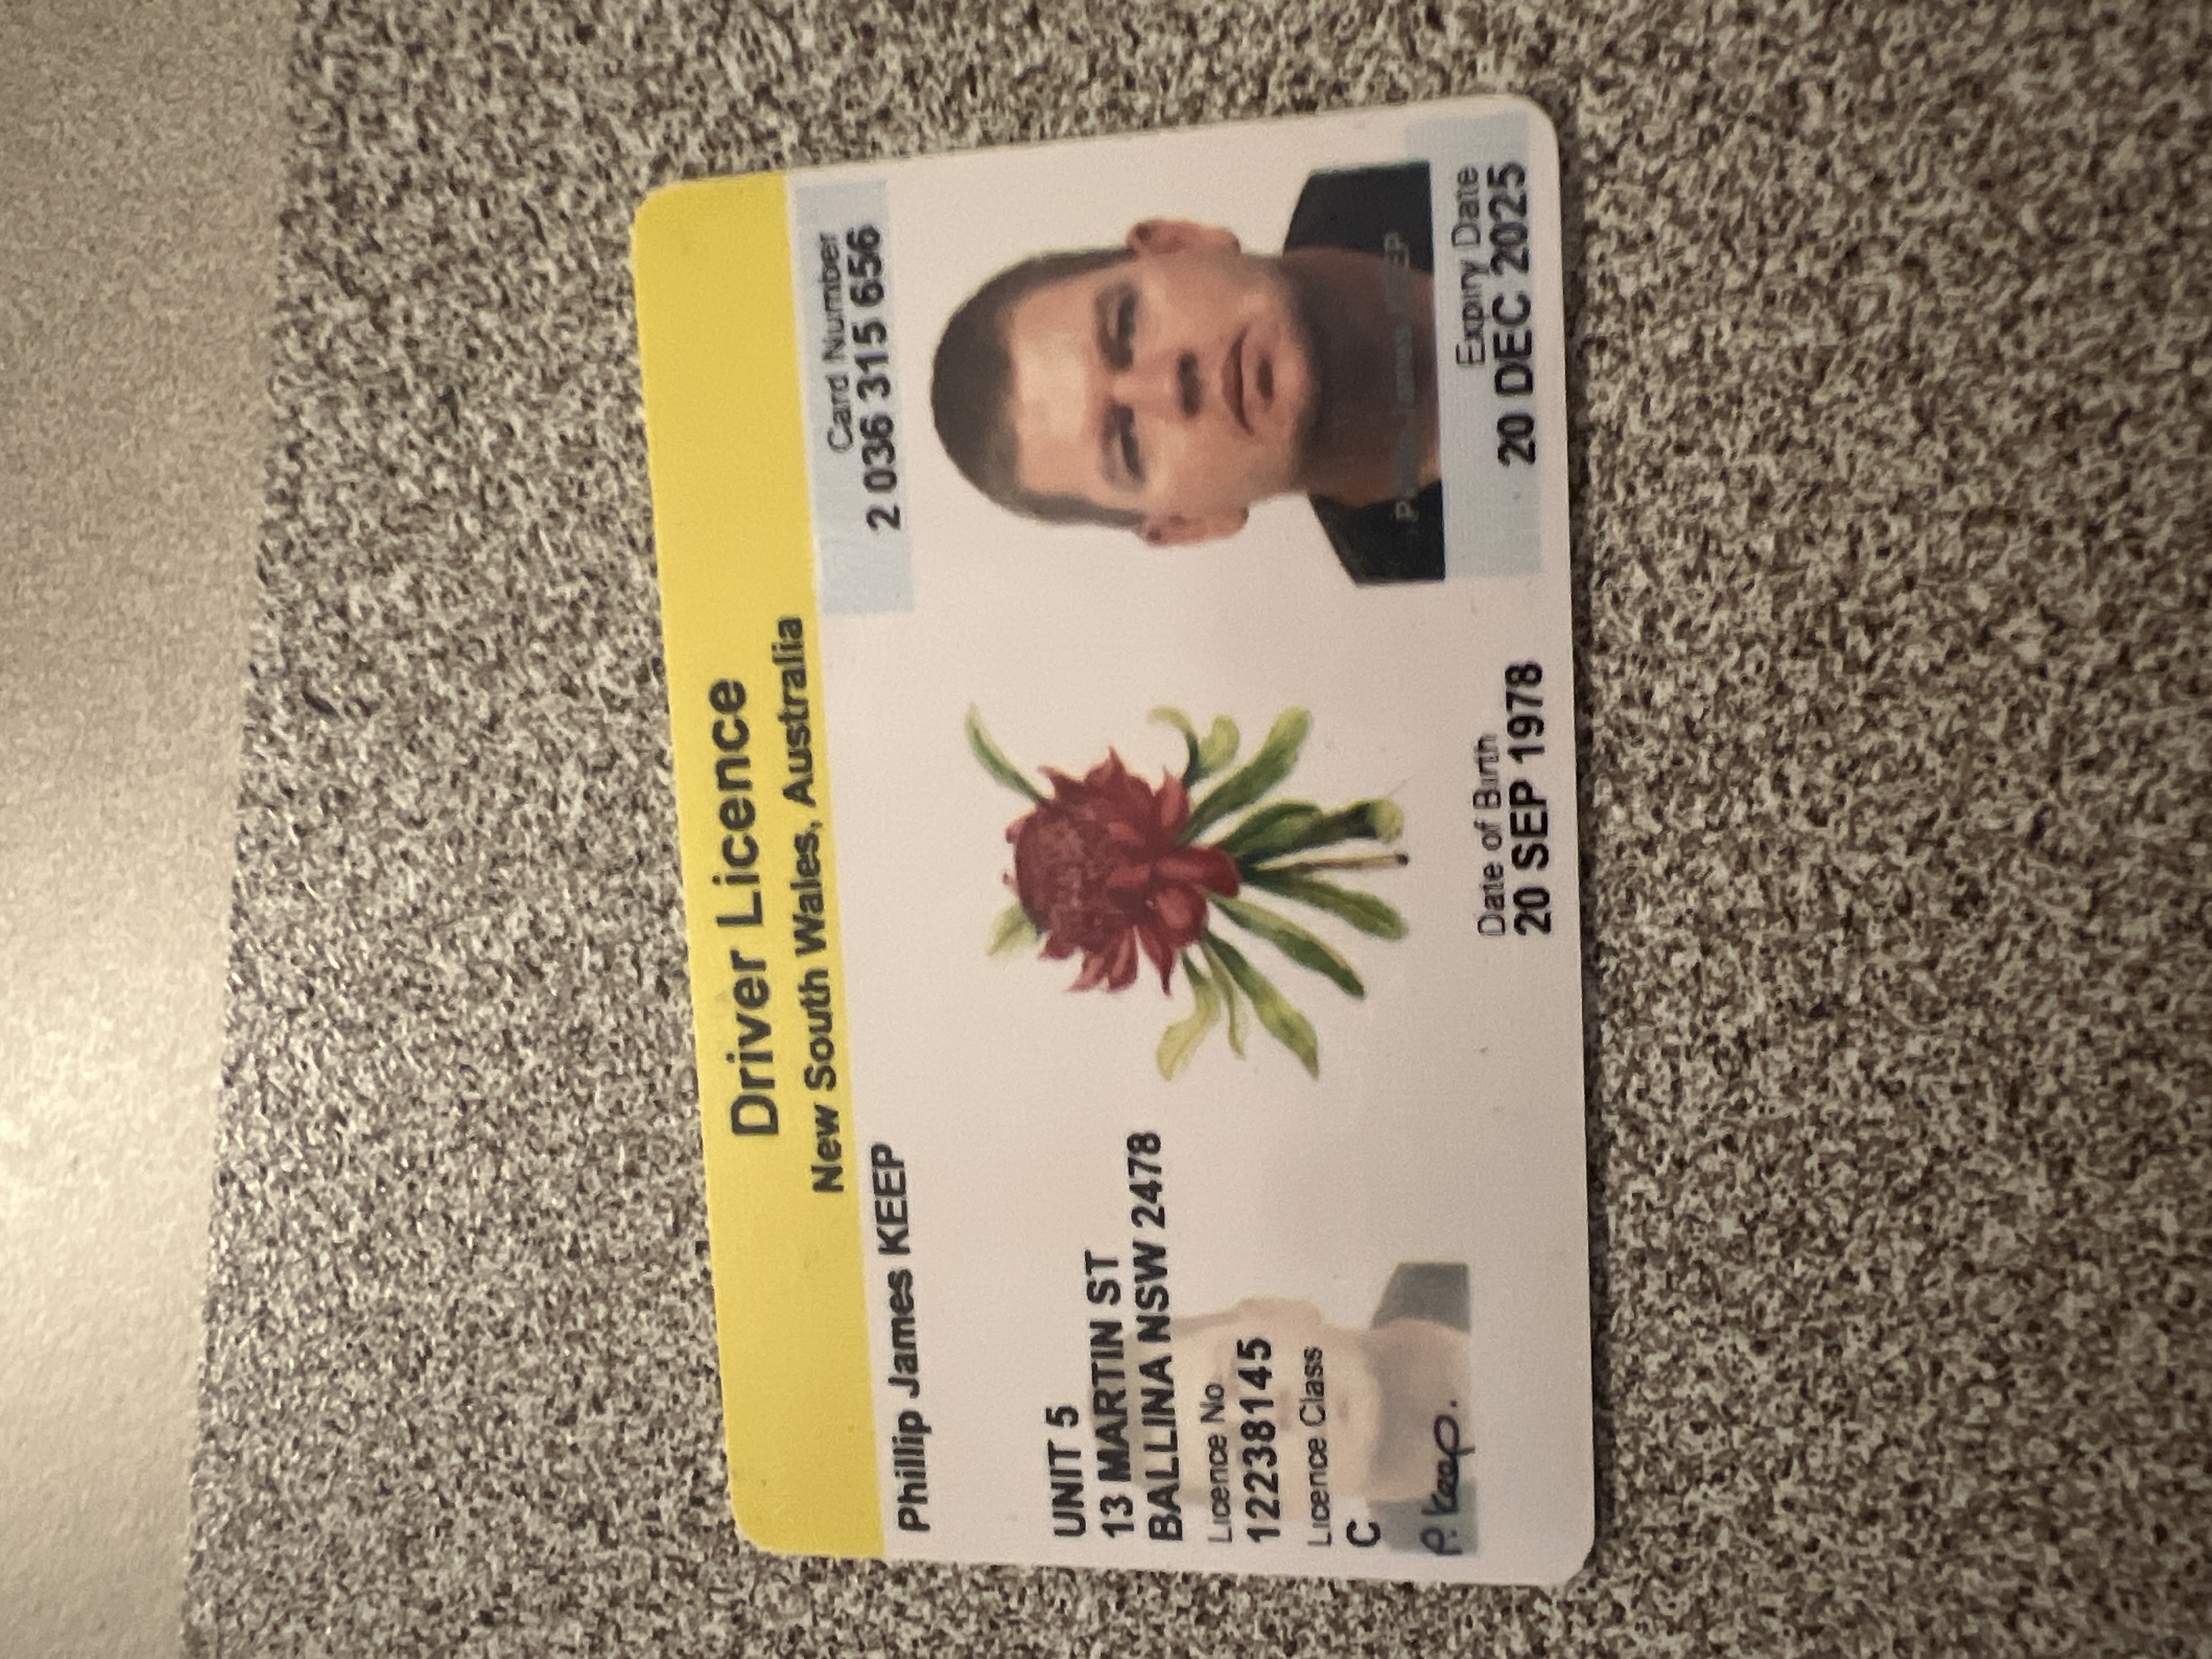 Driver Licence
New South Wales, Australia
Card Number
2 036 315 656
Phillip James KEEP
UNIT 5
13 MARTIN ST
BALLINA NSW 2478
Licence No
12238145
Licence Class
C
P. Keep.
Phillip James KEEP
Date of Birth
20 SEP 1978
Expiry Date
20 DEC 2025